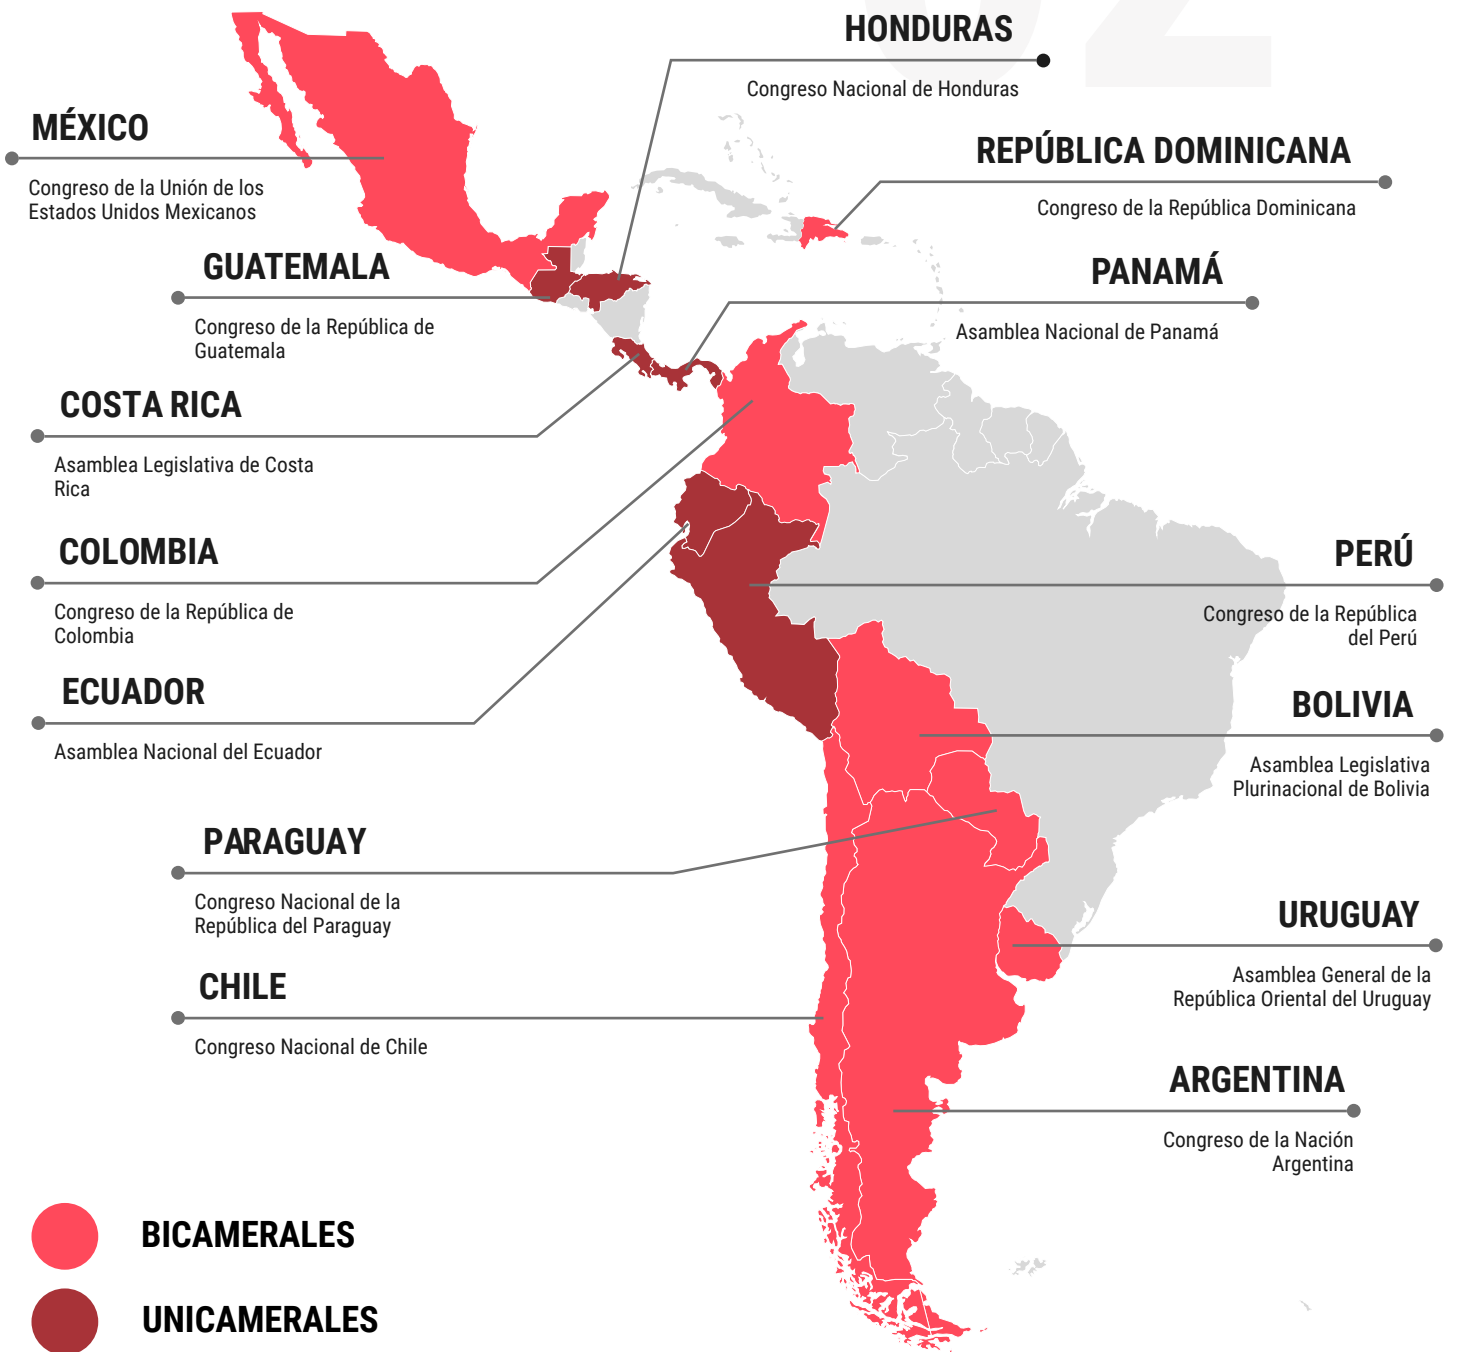 02
HONDURAS
Congreso Nacional de Honduras
MÉXICO
Congreso de la Unión de los
Estados Unidos Mexicanos
REPÚBLICA DOMINICANA
Congreso de la República Dominicana
GUATEMALA
Congreso de la República de
Guatemala
PANAMÁ
Asamblea Nacional de Panamá
COSTA RICA
Asamblea Legislativa de Costa
Rica
COLOMBIA
Congreso de la República de
Colombia
PERÚ
Congreso de la República
del Perú
ECUADOR
Asamblea Nacional del Ecuador
BOLIVIA
Asamblea Legislativa
Plurinacional de Bolivia
PARAGUAY
Congreso Nacional de la
República del Paraguay
URUGUAY
Asamblea General de la
República Oriental del Uruguay
CHILE
Congreso Nacional de Chile
ARGENTINA
Congreso de la Nación
Argentina
BICAMERALES
UNICAMERALES